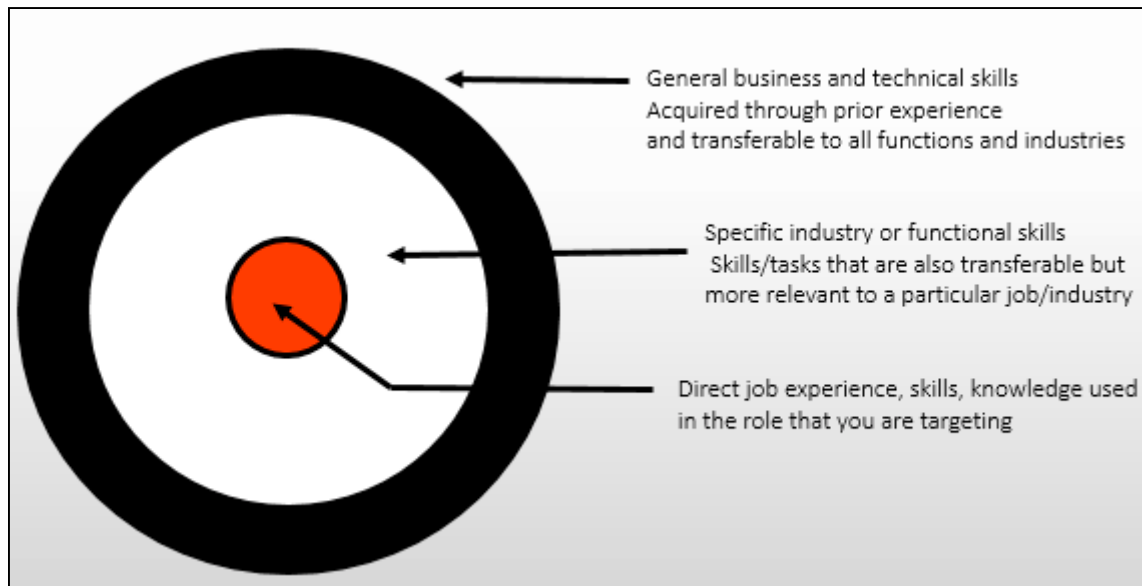 General business and technical skills
Acquired through prior experience
and transferable to all functions and industries
Specific industry or functional skills
Skills/tasks that are also transferable but
more relevant to a particular job/industry
Direct job experience, skills, knowledge used
in the role that you are targeting